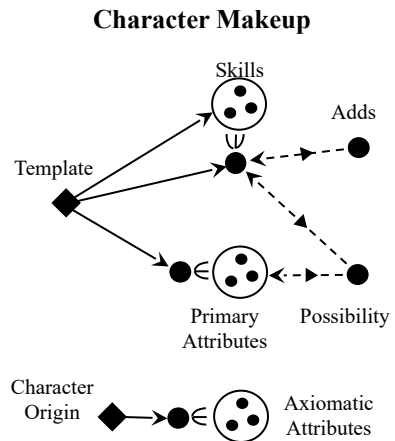 Character Makeup
Skills
Adds
Template
Primary
Attributes
Possibility
Character
Origin
Axiomatic
Attributes